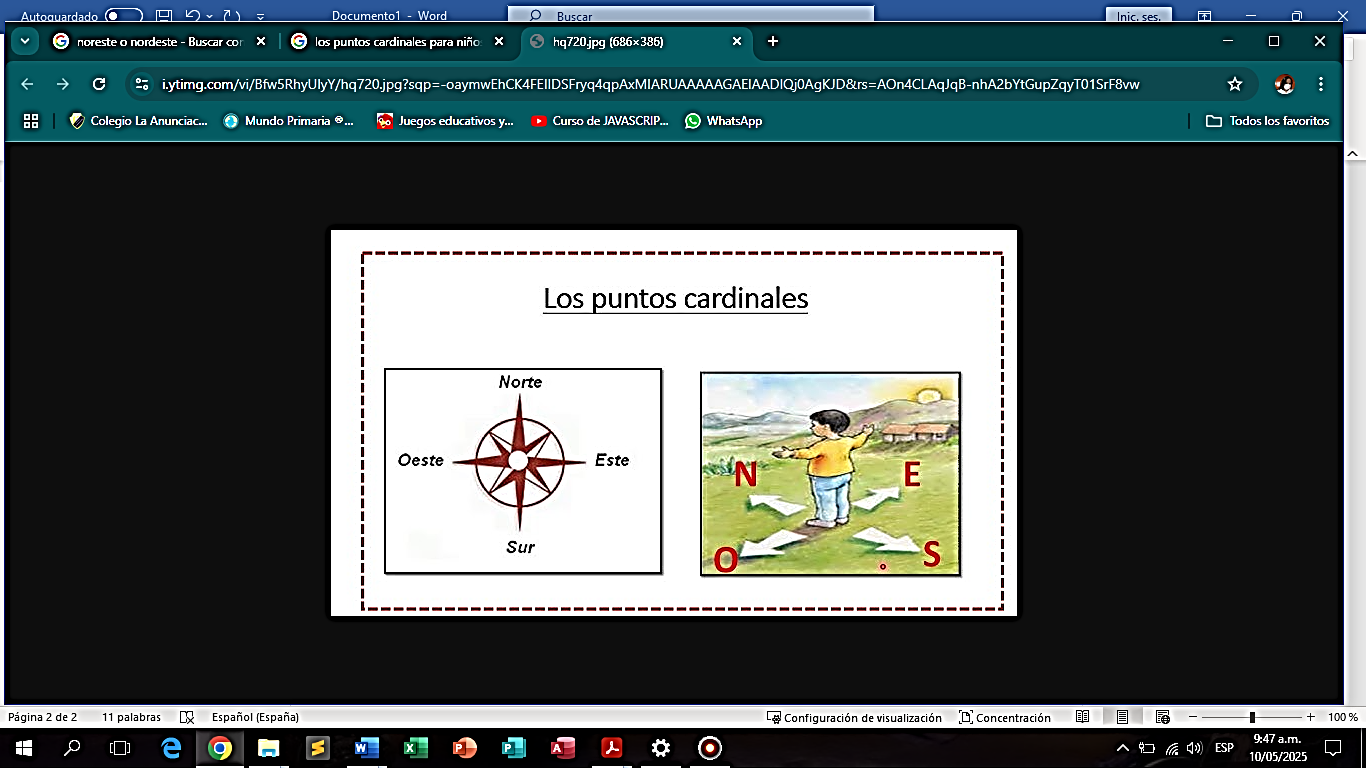 Autoguardado Documento1 - Word Buscar Inic. ses.
noreste o nordeste - Buscar con los puntos cardinales para niño hq720.jpg (686×386)
i.ytimg.com/vi/Bfw5RhyUlyY/hq720.jpg?sqp=-oaymwEhCK4FEIIDSFryq4qpAxMIARUAAAAAGAElAADIQj0AgKJD&rs=AOn4CLAqJqB-nhA2bYtGupZqyT01SrF8vw
Colegio La Anunciac... Mundo Primaria ®... Juegos educativos y... Curso de JAVASCRIP... WhatsApp Todos los favoritos
Los puntos cardinales
Norte
Oeste Este
Sur
N E
O S
Página 2 de 2 11 palabras Español (España) Configuración de visualización Concentración 100 %
ESP 9:47 a.m.
10/05/2025